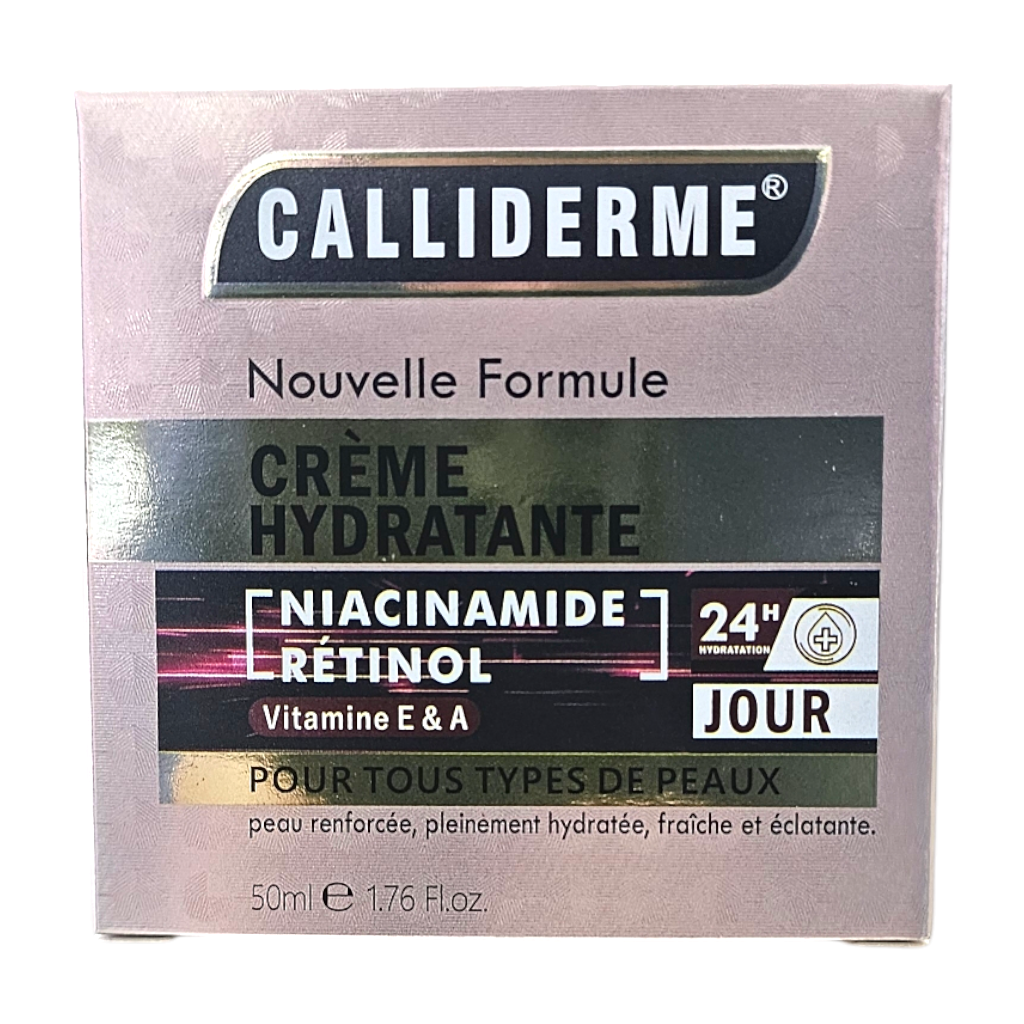 CALLIDERME®
Nouvelle Formule
CRÈME
HYDRATANTE
NIACINAMIDE
RÉTINOL
Vitamine E & A
24H
HYDRATATION
JOUR
POUR TOUS TYPES DE PEAUX
peau renforcée, pleinement hydratée, fraîche et éclatante.
50ml ℮ 1.76 Fl.oz.